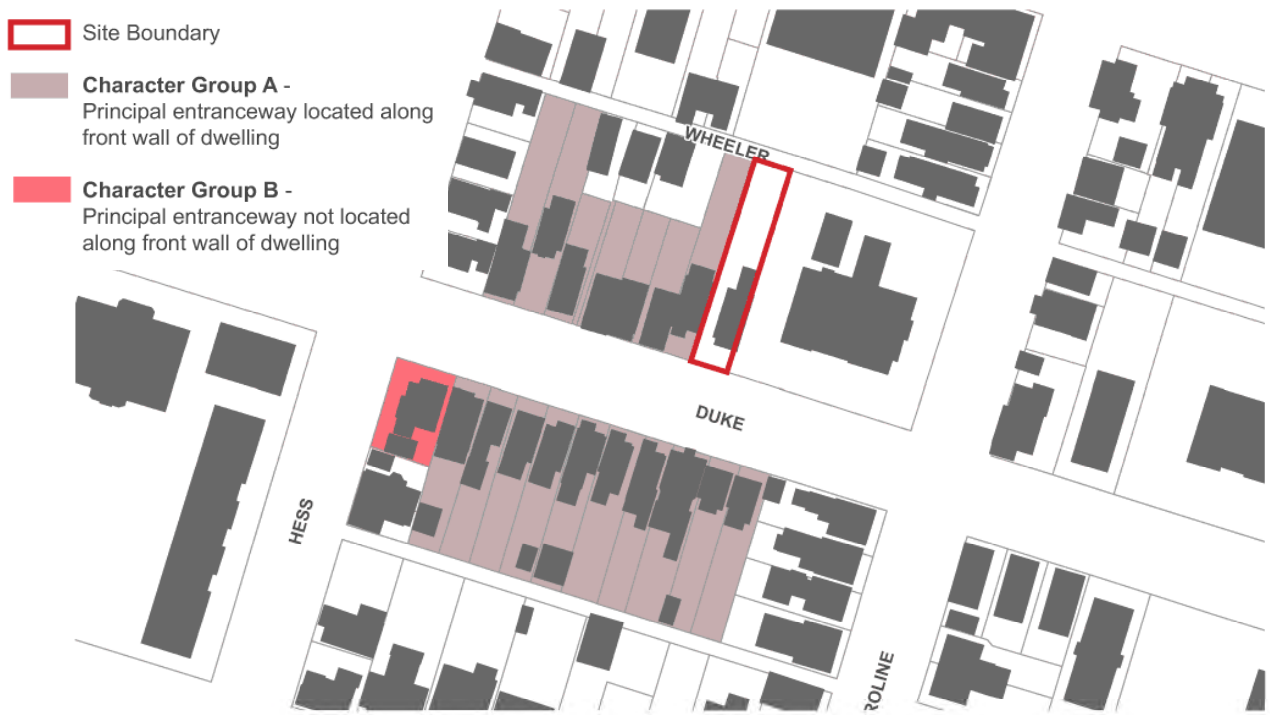 Site Boundary
Character Group A -
Principal entranceway located along
front wall of dwelling
Character Group B -
Principal entranceway not located
along front wall of dwelling
WHEELER
DUKE
HESS
ROLINE